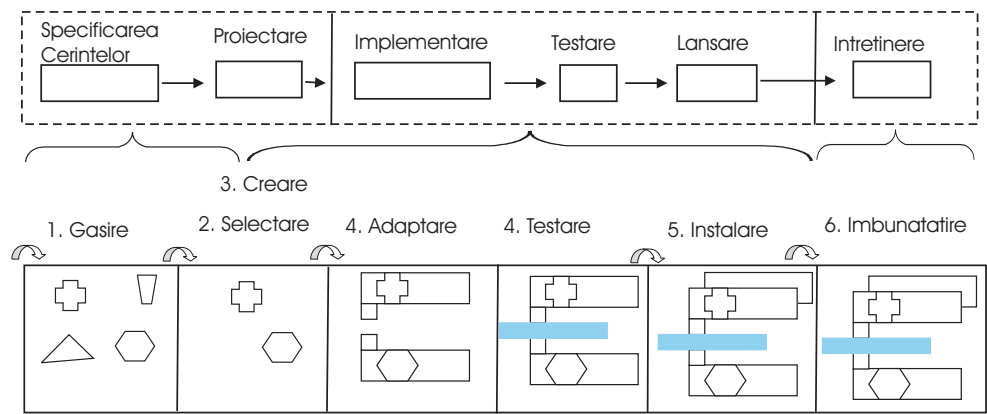 Specificarea
Cerintelor
Proiectare
Implementare
Testare
Lansare
Intretinere
3. Creare
1. Gasire
2. Selectare
4. Adaptare
4. Testare
5. Instalare
6. Imbunatatire